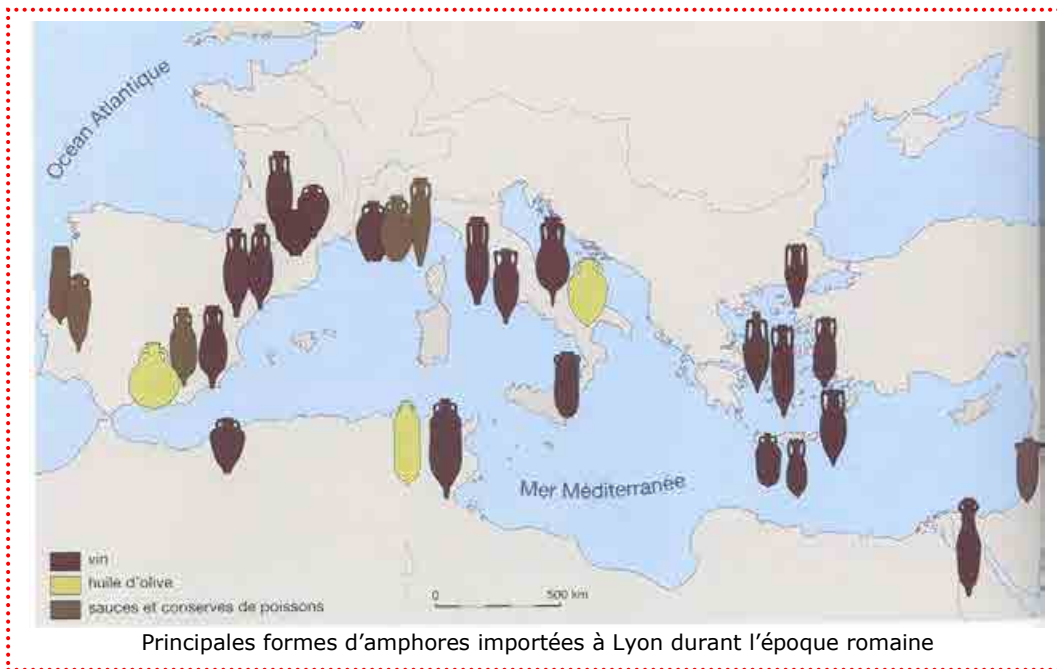 Océan Atlantique
Mer Méditerranée
vin
huile d'olive
sauces et conserves de poissons
0 500 km
Principales formes d'amphores importées à Lyon durant l'époque romaine